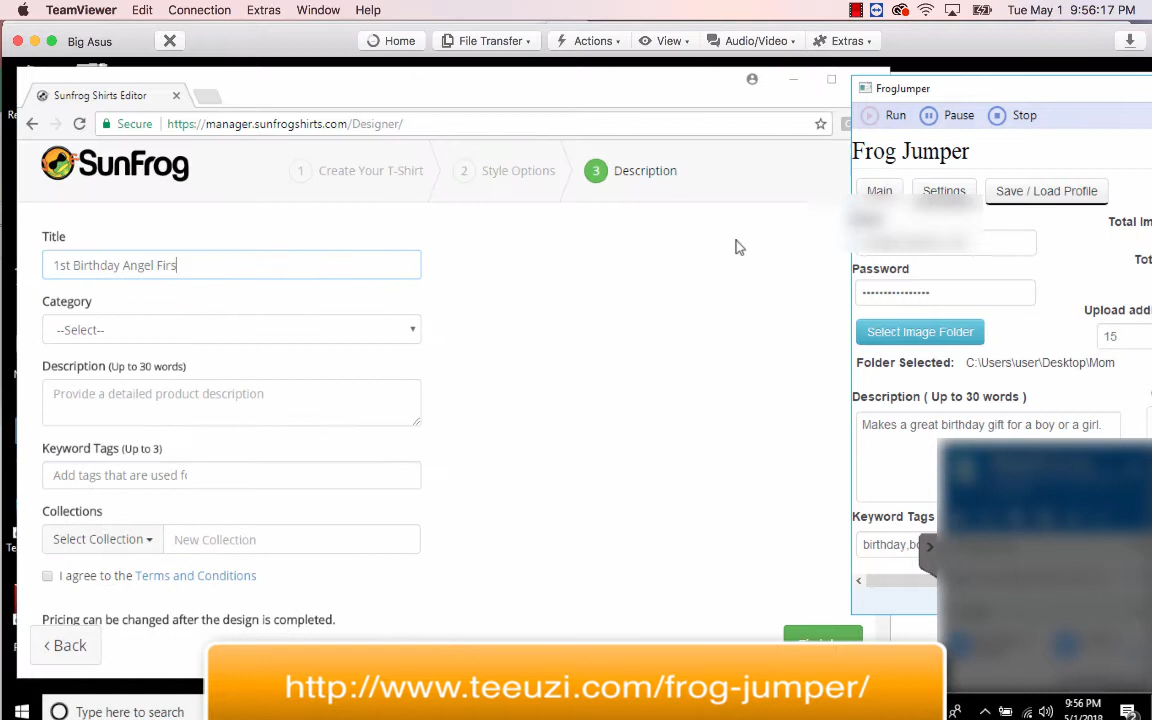 TeamViewer Edit Connection Extras Window Help Tue May 1 9:56:17 PM
Big Asus Home File Transfer Actions View Audio/Video Extras
Sunfrog Shirts Editor
FrogJumper
Secure https://manager.sunfrogshirts.com/Designer/
Run Pause Stop
SunFrog 1 Create Your T-Shirt 2 Style Options 3 Description
Frog Jumper
Main Settings Save / Load Profile
Total Im
Title
1st Birthday Angel Firs
Tot
Category
Password
--Select--
----------------
Upload addi
15
Select Image Folder
Folder Selected: C:\Users\user\Desktop\Mom
Description (Up to 30 words)
Provide a detailed product description
Description ( Up to 30 words )
Makes a great birthday gift for a boy or a girl.
Keyword Tags (Up to 3)
Add tags that are used fo
Keyword Tags
birthday,bo
Collections
Select Collection New Collection
I agree to the Terms and Conditions
Pricing can be changed after the design is completed.
Back
http://www.teeuzi.com/frog-jumper/
Type here to search
9:56 PM
5/1/2018